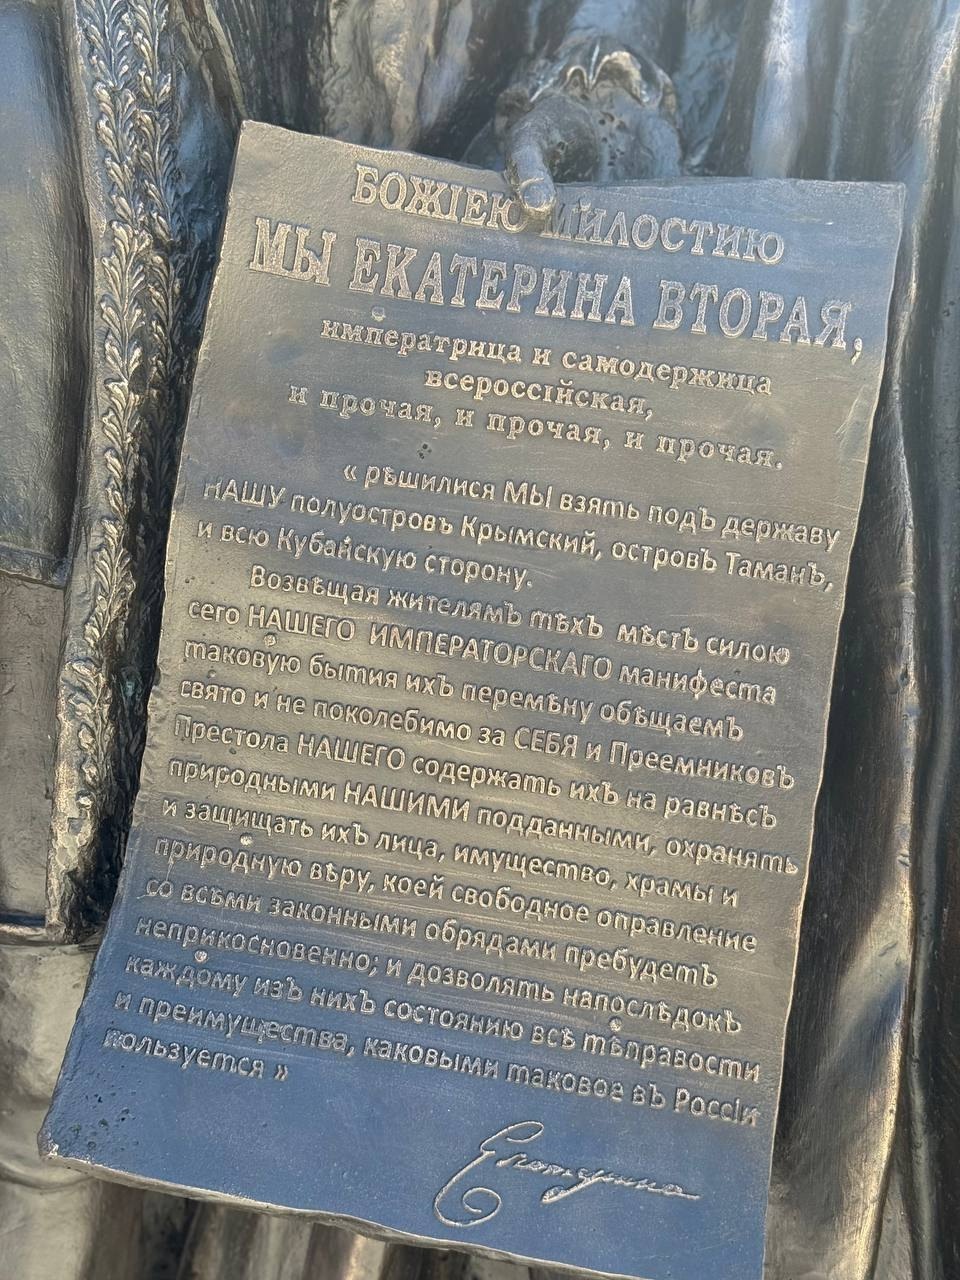 БОЖІЕЮ МИЛОСТИЮ
МЫ ЕКАТЕРИНА ВТОРАЯ,
императрица и самодержица
всероссійская,
и прочая, и прочая, и прочая.
« рѣшилися МЫ взять подЪ державу
НАШУ полуостровъ Крымский, островЪ ТаманЪ,
и всю Кубанскую сторону.
Возвѣщая жителямЪ тѣхЪ мѣстЪ силою
сего НАШЕГО ИМПЕРАТОРСКАГО манифеста
таковую бытия ихЪ перемѣну обѣщаемЪ
свято и не поколебимо за СЕБЯ и ПреемниковЪ
Престола НАШЕГО содержать ихЪ на равнѣсЪ
природными НАШИМИ подданными, охранять
и защищать ихЪ лица, имущество, храмы и
природную вѣру, коей свободное оправление
со всѣми законными обрядами пребудетЪ
неприкосновенно; и дозволять напослѣдокЪ
каждому изЪ нихЪ состоянию всѣ тѣправости
и преимущества, каковыми таковое вЪ Россіи
пользуется »
Екатерина